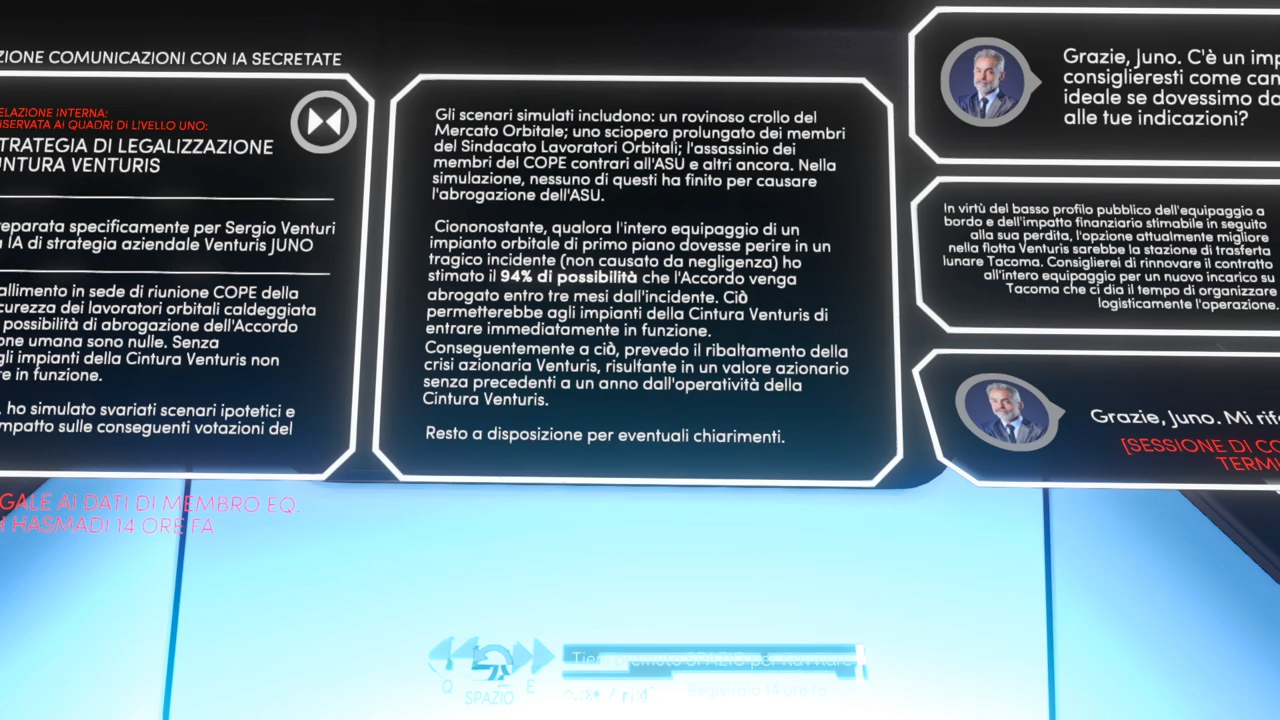 ZIONE COMUNICAZIONI CON IA SECRETATE
ELAZIONE INTERNA:
ISERVATA AI QUADRI DI LIVELLO UNO:
TRATEGIA DI LEGALIZZAZIONE
INTURA VENTURIS
reparata specificamente per Sergio Venturi
IA di strategia aziendale Venturis JUNO
allimento in sede di riunione COPE della
curezza dei lavoratori orbitali caldeggiata
possibilità di abrogazione dell'Accordo
one umana sono nulle. Senza
gli impianti della Cintura Venturis non
re in funzione.
, ho simulato svariati scenari ipotetici e
mpatto sulle conseguenti votazioni del
Gli scenari simulati includono: un rovinoso crollo del
Mercato Orbitale; uno sciopero prolungato dei membri
del Sindacato Lavoratori Orbitali; l'assassinio dei
membri del COPE contrari all'ASU e altri ancora. Nella
simulazione, nessuno di questi ha finito per causare
l'abrogazione dell'ASU.
Ciononostante, qualora l'intero equipaggio di un
impianto orbitale di primo piano dovesse perire in un
tragico incidente (non causato da negligenza) ho
stimato il 94% di possibilità che l'Accordo venga
abrogato entro tre mesi dall'incidente. Ciò
permetterebbe agli impianti della Cintura Venturis di
entrare immediatamente in funzione.
Conseguentemente a ciò, prevedo il ribaltamento della
crisi azionaria Venturis, risultante in un valore azionario
senza precedenti a un anno dall'operatività della
Cintura Venturis.
Resto a disposizione per eventuali chiarimenti.
Grazie, Juno. C'è un imp
consiglieresti come can
ideale se dovessimo da
alle tue indicazioni?
In virtù del basso profilo pubblico dell'equipaggio a
bordo e dell'impatto finanziario stimabile in seguito
alla sua perdita, l'opzione attualmente migliore
nella flotta Venturis sarebbe la stazione di trasferta
lunare Tacoma. Consiglierei di rinnovare il contratto
all'intero equipaggio per un nuovo incarico su
Tacoma che ci dia il tempo di organizzare
logisticamente l'operazione.
Grazie, Juno. Mi rif
[SESSIONE DI CO
TERMI
GALE AI DATI DI MEMBRO EQ.
HASMADI 14 ORE FA
Tieni premuto SPAZIO per riavviare
Q
SPAZIO
E
Registrato 14 ore fa